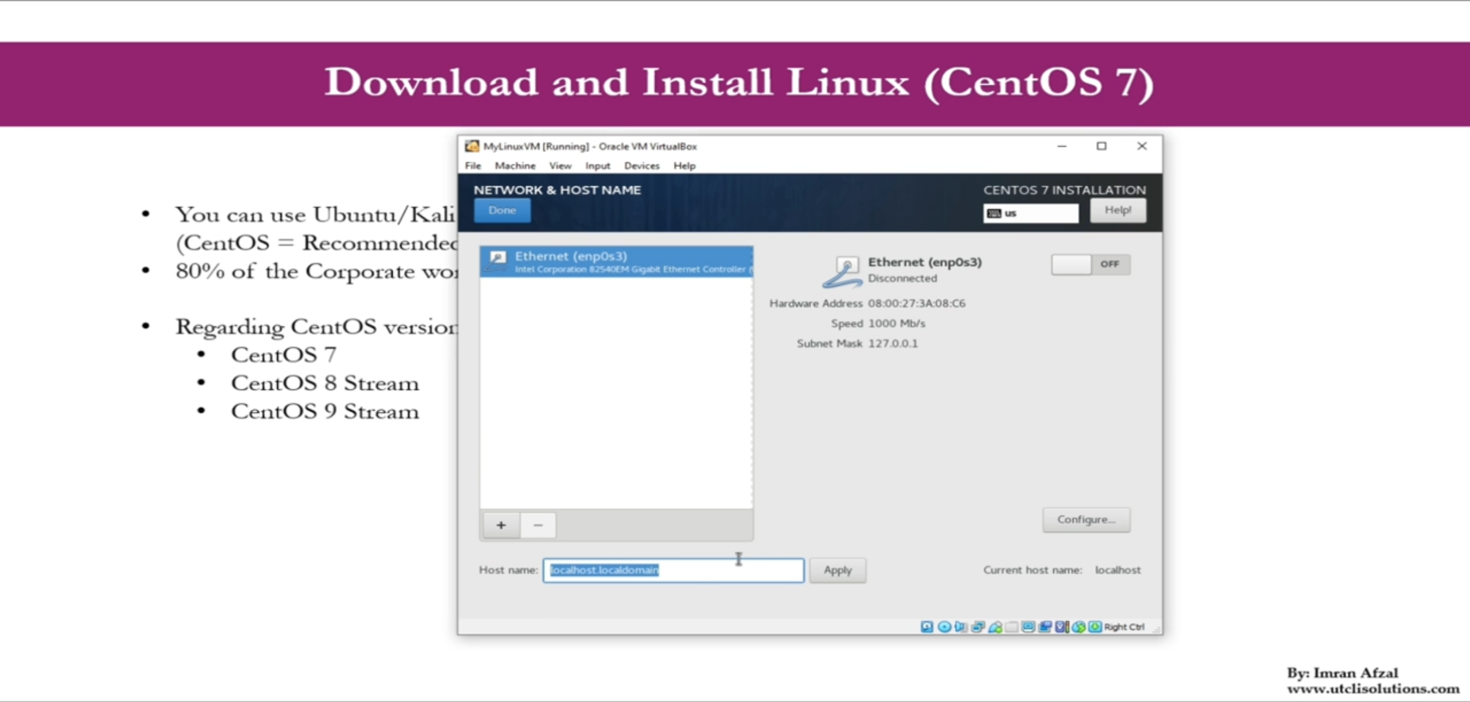 Download and Install Linux (CentOS 7)
• You can use Ubuntu/Kali
(CentOS = Recommended
• 80% of the Corporate
• Regarding CentOS version
• CentOS 7
• CentOS 8 Stream
• CentOS 9 Stream
MyLinuxVM [Running] - Oracle VM VirtualBox
File Machine View Input Devices Help
NETWORK & HOST NAME
CENTOS 7 INSTALLATION
Done
us
Help!
Ethernet (enp0s3)
Intel Corporation 82540EM Gigabit Ethernet Controller (
Ethernet (enp0s3)
Disconnected
OFF
Hardware Address 08:00:27:3A:08:C6
Speed 1000 Mb/s
Subnet Mask 127.0.0.1
+ −
Configure...
Host name: localhost.localdomain Apply
Current host name: localhost
Right Ctrl
By: Imran Afzal
www.utclisolutions.com